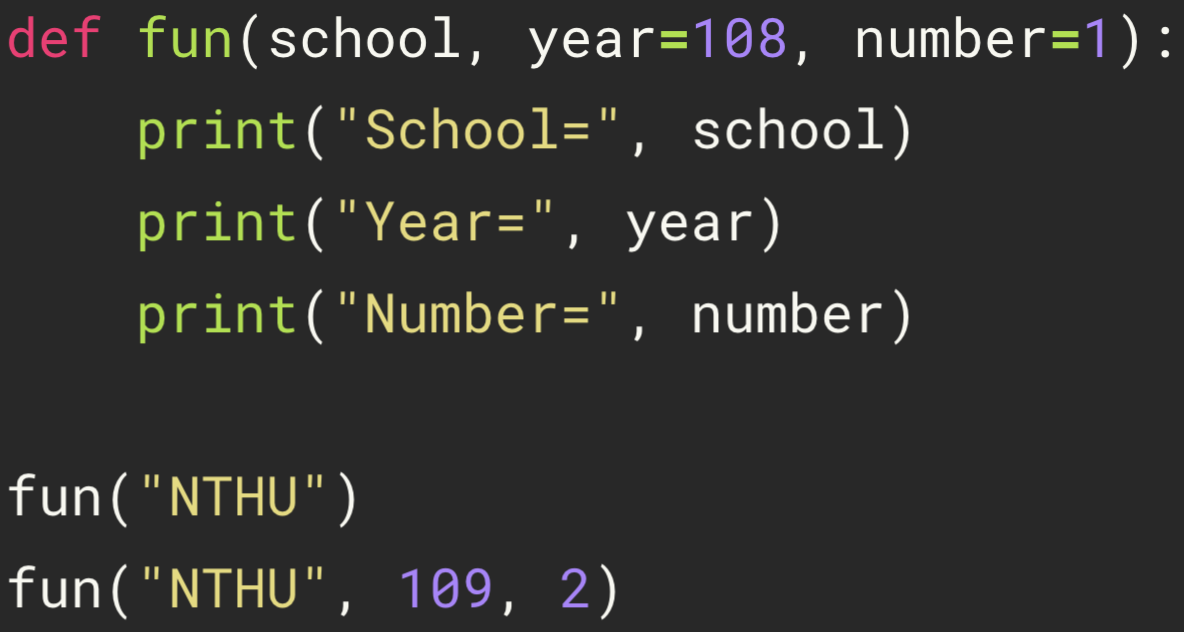 def fun(school, year=108, number=1):
    print("School=", school)
    print("Year=", year)
    print("Number=", number)

fun("NTHU")
fun("NTHU", 109, 2)